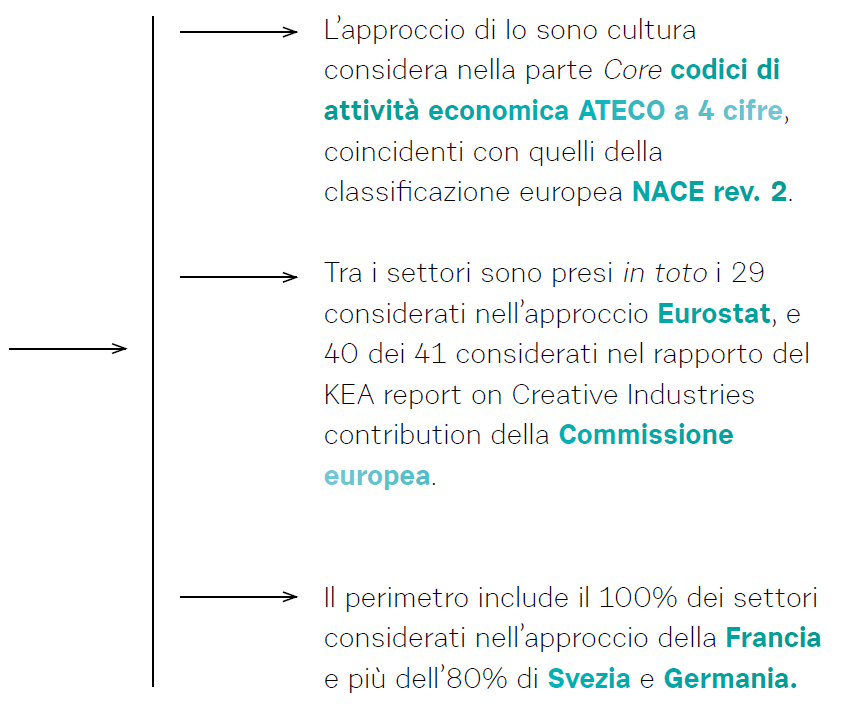 L’approccio di Io sono cultura
considera nella parte Core codici di
attività economica ATECO a 4 cifre,
coincidenti con quelli della
classificazione europea NACE rev. 2.
Tra i settori sono presi in toto i 29
considerati nell’approccio Eurostat, e
40 dei 41 considerati nel rapporto del
KEA report on Creative Industries
contribution della Commissione
europea.
Il perimetro include il 100% dei settori
considerati nell’approccio della Francia
e più dell’80% di Svezia e Germania.